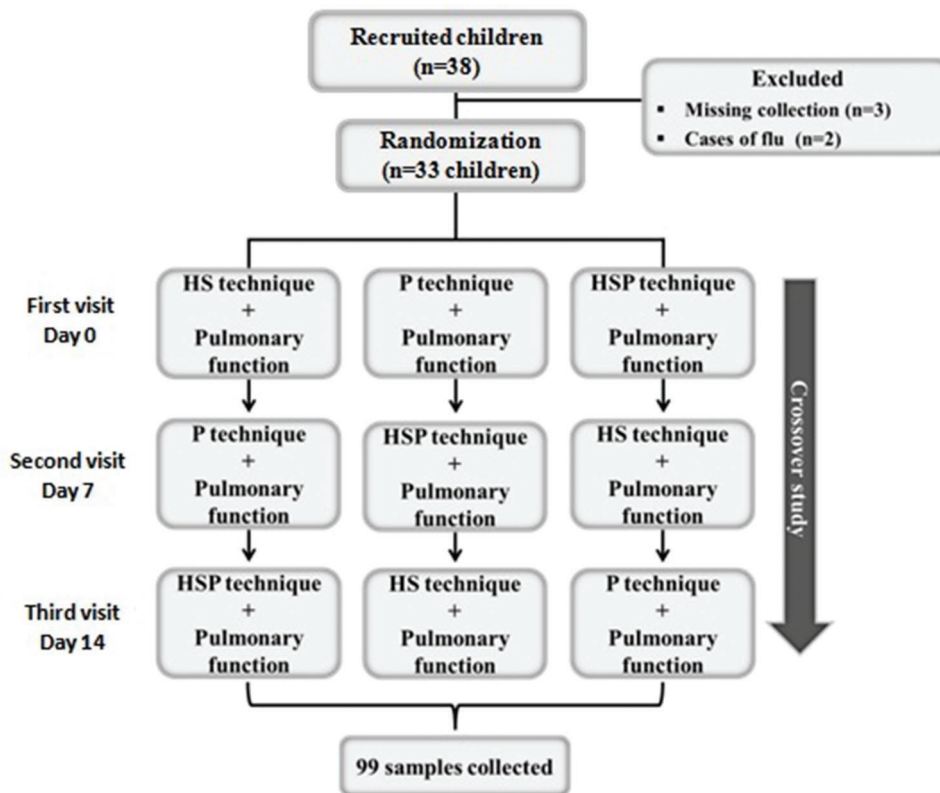 Recruited children
(n=38)
Excluded
▪ Missing collection (n=3)
▪ Cases of flu (n=2)
Randomization
(n=33 children)
First visit
Day 0
HS technique
+
Pulmonary
function
P technique
+
Pulmonary
function
HSP technique
+
Pulmonary
function
Second visit
Day 7
P technique
+
Pulmonary
function
HSP technique
+
Pulmonary
function
HS technique
+
Pulmonary
function
Third visit
Day 14
HSP technique
+
Pulmonary
function
HS technique
+
Pulmonary
function
P technique
+
Pulmonary
function
Crossover study
99 samples collected